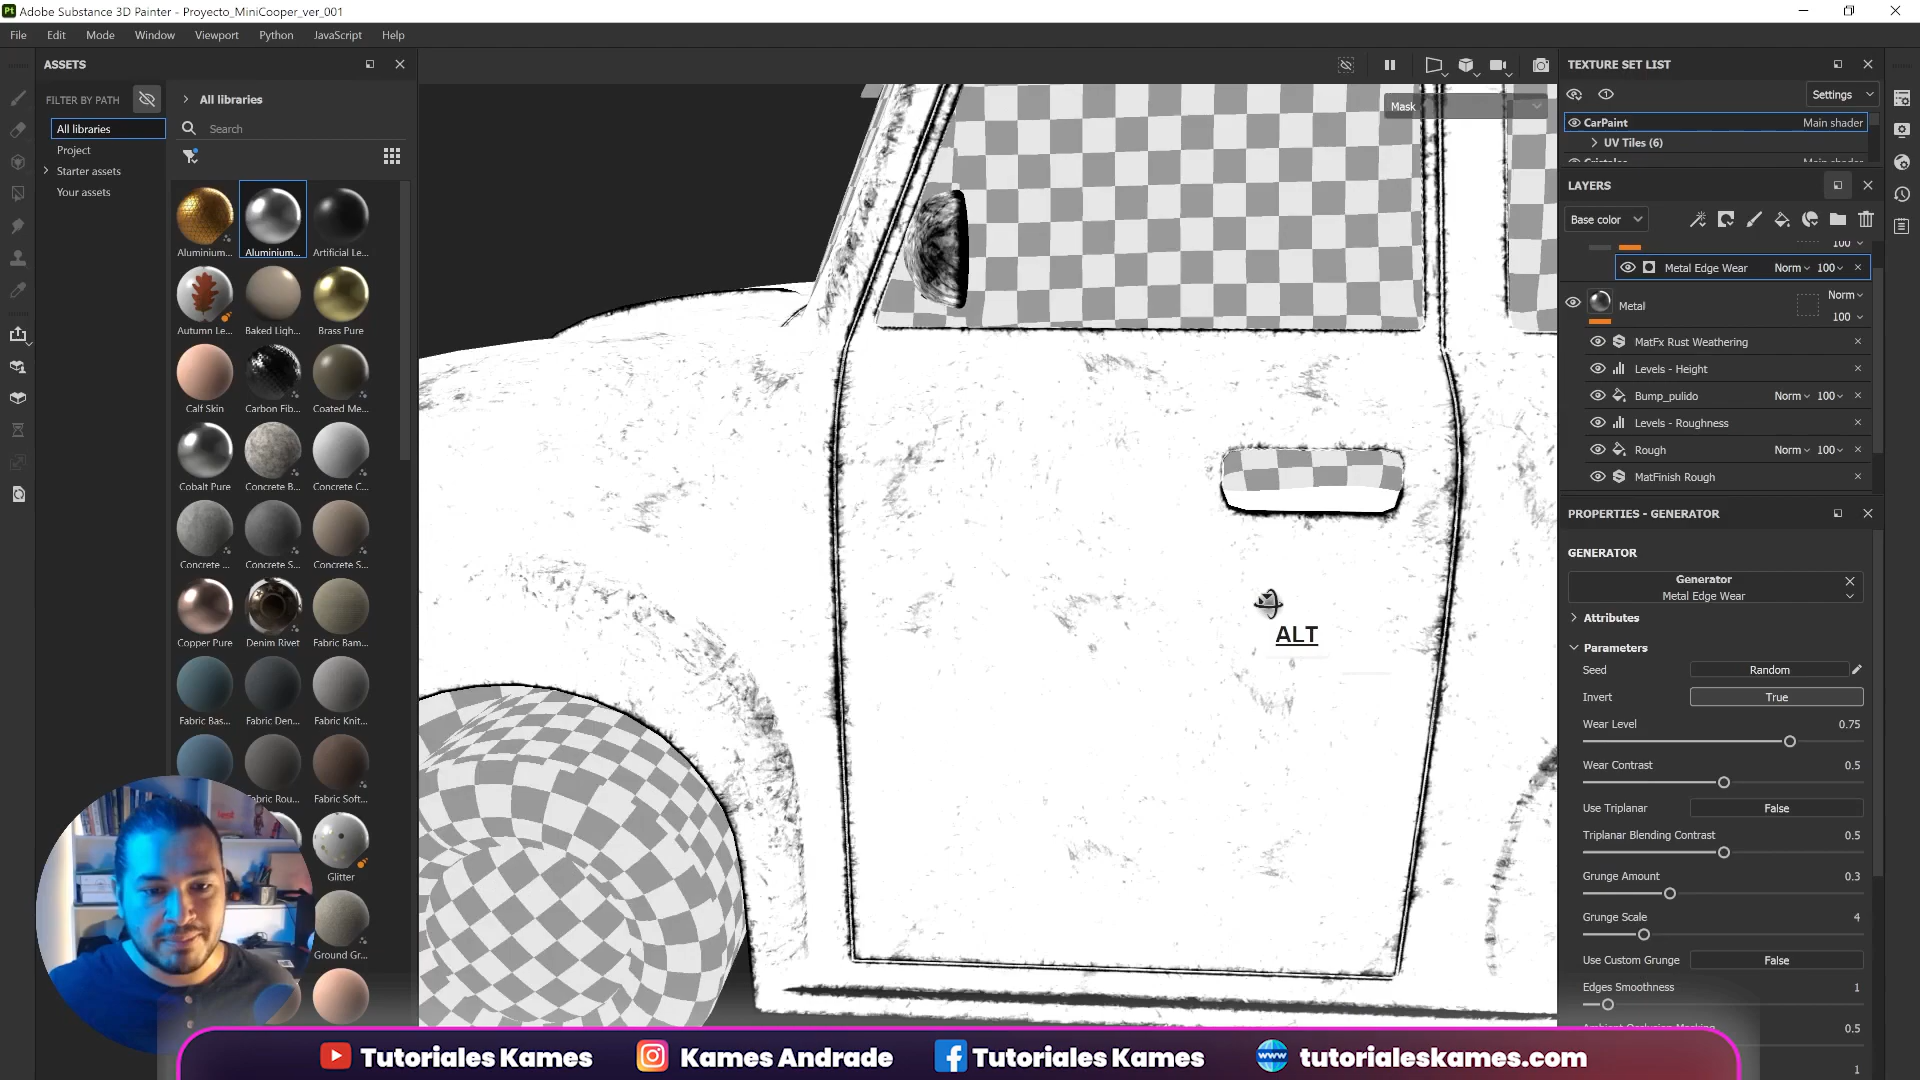 Adobe Substance 3D Painter - Proyecto_MiniCooper_ver_001
File Edit Mode Window Viewport Python JavaScript Help
ASSETS
FILTER BY PATH
All libraries
Project
Starter assets
Your assets
All libraries
Search
Aluminium... Aluminium... Artificial Le...
Autumn Le... Baked Ligh... Brass Pure
Calf Skin Carbon Fib... Coated Me...
Cobalt Pure Concrete B... Concrete C...
Concrete ... Concrete S... Concrete S...
Copper Pure Denim Rivet Fabric Bam...
Fabric Bas... Fabric Den... Fabric Knit...
Fabric Rou... Fabric Soft...
Glitter
Ground Gr...
Mask
ALT
TEXTURE SET LIST
Settings
CarPaint Main shader
UV Tiles (6)
LAYERS
Base color
100
Metal Edge Wear Norm 100
Metal Norm
100
MatFx Rust Weathering
Levels - Height
Bump_pulido Norm 100
Levels - Roughness
Rough Norm 100
MatFinish Rough
PROPERTIES - GENERATOR
GENERATOR
Generator
Metal Edge Wear
Attributes
Parameters
Seed Random
Invert True
Wear Level 0.75
Wear Contrast 0.5
Use Triplanar False
Triplanar Blending Contrast 0.5
Grunge Amount 0.3
Grunge Scale 4
Use Custom Grunge False
Edges Smoothness 1
0.5
1
Tutoriales Kames Kames Andrade Tutoriales Kames www tutorialeskames.com